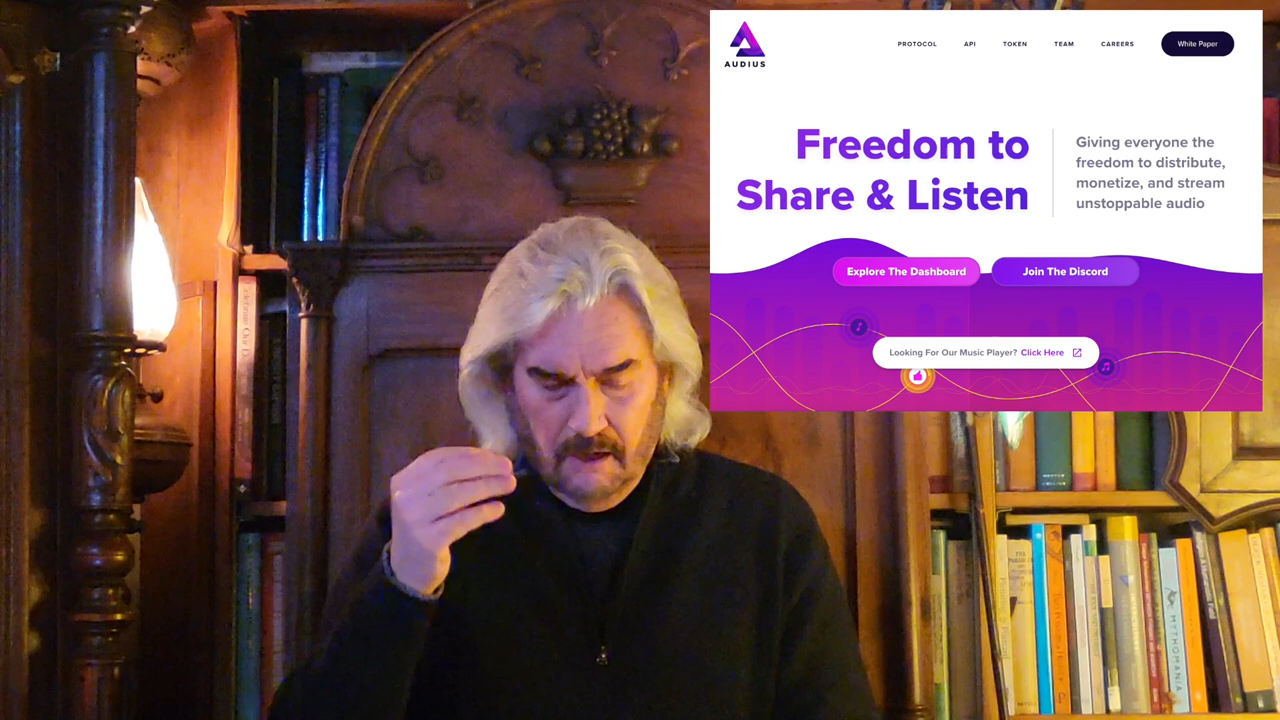 AUDIUS
PROTOCOL
API
TOKEN
TEAM
CAREERS
White Paper
Freedom to
Share & Listen
Giving everyone the
freedom to distribute,
monetize, and stream
unstoppable audio
Explore The Dashboard
Join The Discord
Looking For Our Music Player? Click Here
MYTHOMANIA